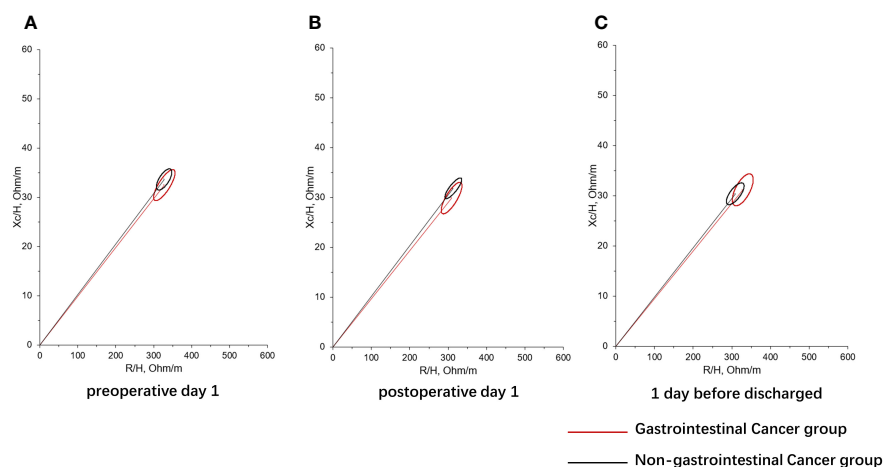 A
60
50
40
30
20
10
0
Xc/H, Ohm/m
0 100 200 300 400 500 600
R/H, Ohm/m
preoperative day 1
B
60
50
40
30
20
10
0
Xc/H, Ohm/m
0 100 200 300 400 500 600
R/H, Ohm/m
postoperative day 1
C
60
50
40
30
20
10
0
Xc/H, Ohm/m
0 100 200 300 400 500 600
R/H, Ohm/m
1 day before discharged
Gastrointestinal Cancer group
Non-gastrointestinal Cancer group